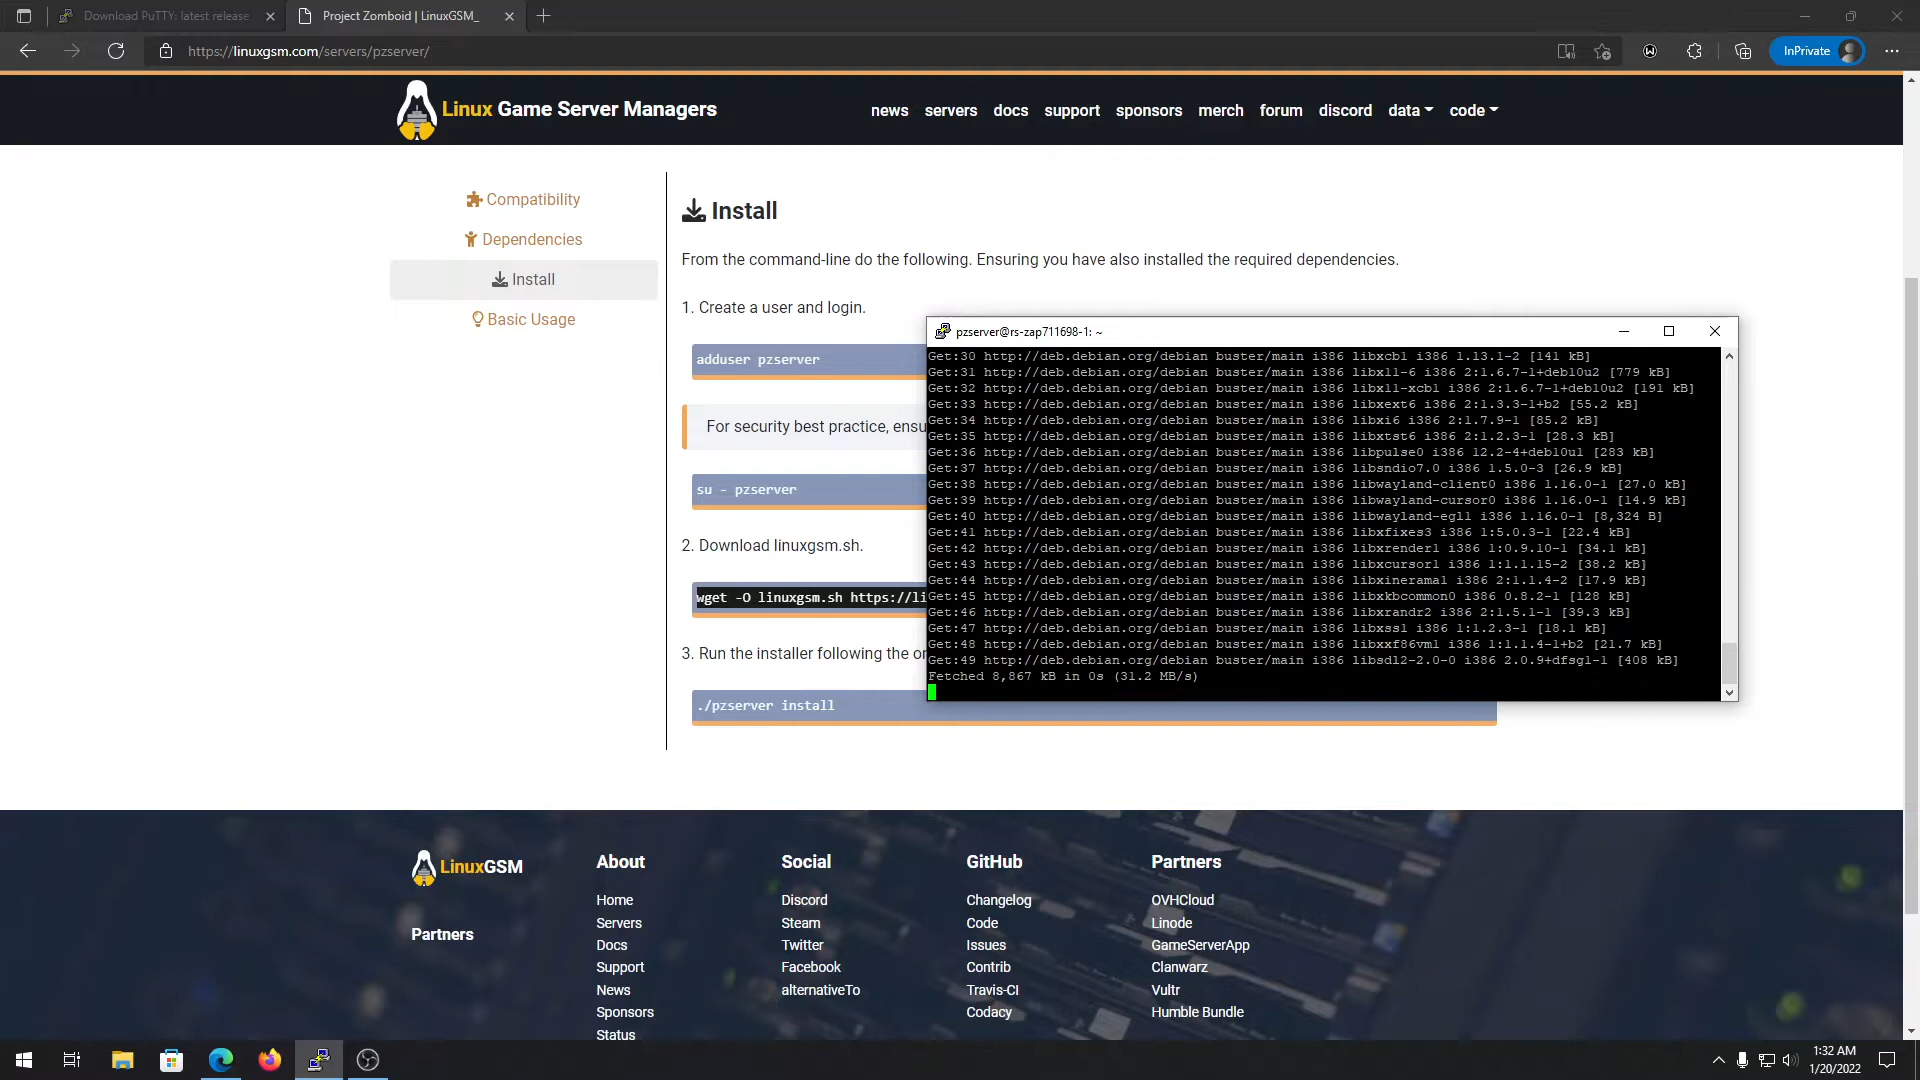 Download PuTTY: latest release
Project Zomboid | LinuxGSM_
https://linuxgsm.com/servers/pzserver/
InPrivate
Linux Game Server Managers
news servers docs support sponsors merch forum discord data code
Compatibility
Dependencies
Install
Basic Usage
Install
From the command-line do the following. Ensuring you have also installed the required dependencies.
1. Create a user and login.
adduser pzserver
For security best practice, ensu
su - pzserver
2. Download linuxgsm.sh.
wget -O linuxgsm.sh https://li
3. Run the installer following the on
./pzserver install
pzserver@rs-zap711698-1: ~
Get:30 http://deb.debian.org/debian buster/main i386 libxcb1 i386 1.13.1-2 [141 kB]
Get:31 http://deb.debian.org/debian buster/main i386 libx11-6 i386 2:1.6.7-1+deb10u2 [779 kB]
Get:32 http://deb.debian.org/debian buster/main i386 libx11-xcb1 i386 2:1.6.7-1+deb10u2 [191 kB]
Get:33 http://deb.debian.org/debian buster/main i386 libxext6 i386 2:1.3.3-1+b2 [55.2 kB]
Get:34 http://deb.debian.org/debian buster/main i386 libxi6 i386 2:1.7.9-1 [85.2 kB]
Get:35 http://deb.debian.org/debian buster/main i386 libxtst6 i386 2:1.2.3-1 [28.3 kB]
Get:36 http://deb.debian.org/debian buster/main i386 libpulse0 i386 12.2-4+deb10u1 [283 kB]
Get:37 http://deb.debian.org/debian buster/main i386 libsndio7.0 i386 1.5.0-3 [26.9 kB]
Get:38 http://deb.debian.org/debian buster/main i386 libwayland-client0 i386 1.16.0-1 [27.0 kB]
Get:39 http://deb.debian.org/debian buster/main i386 libwayland-cursor0 i386 1.16.0-1 [14.9 kB]
Get:40 http://deb.debian.org/debian buster/main i386 libwayland-egl1 i386 1.16.0-1 [8,324 B]
Get:41 http://deb.debian.org/debian buster/main i386 libxfixes3 i386 1:5.0.3-1 [22.4 kB]
Get:42 http://deb.debian.org/debian buster/main i386 libxrender1 i386 1:0.9.10-1 [34.1 kB]
Get:43 http://deb.debian.org/debian buster/main i386 libxcursor1 i386 1:1.1.15-2 [38.2 kB]
Get:44 http://deb.debian.org/debian buster/main i386 libxinerama1 i386 2:1.1.4-2 [17.9 kB]
Get:45 http://deb.debian.org/debian buster/main i386 libxkbcommon0 i386 0.8.2-1 [128 kB]
Get:46 http://deb.debian.org/debian buster/main i386 libxrandr2 i386 2:1.5.1-1 [39.3 kB]
Get:47 http://deb.debian.org/debian buster/main i386 libxss1 i386 1:1.2.3-1 [18.1 kB]
Get:48 http://deb.debian.org/debian buster/main i386 libxxf86vm1 i386 1:1.1.4-1+b2 [21.7 kB]
Get:49 http://deb.debian.org/debian buster/main i386 libsdl2-2.0-0 i386 2.0.9+dfsg1-1 [408 kB]
Fetched 8,867 kB in 0s (31.2 MB/s)
LinuxGSM
Partners
About
Home
Servers
Docs
Support
News
Sponsors
Status
Social
Discord
Steam
Twitter
Facebook
alternativeTo
GitHub
Changelog
Code
Issues
Contrib
Travis-CI
Codacy
Partners
OVHCloud
Linode
GameServerApp
Clanwarz
Vultr
Humble Bundle
1:32 AM
1/20/2022